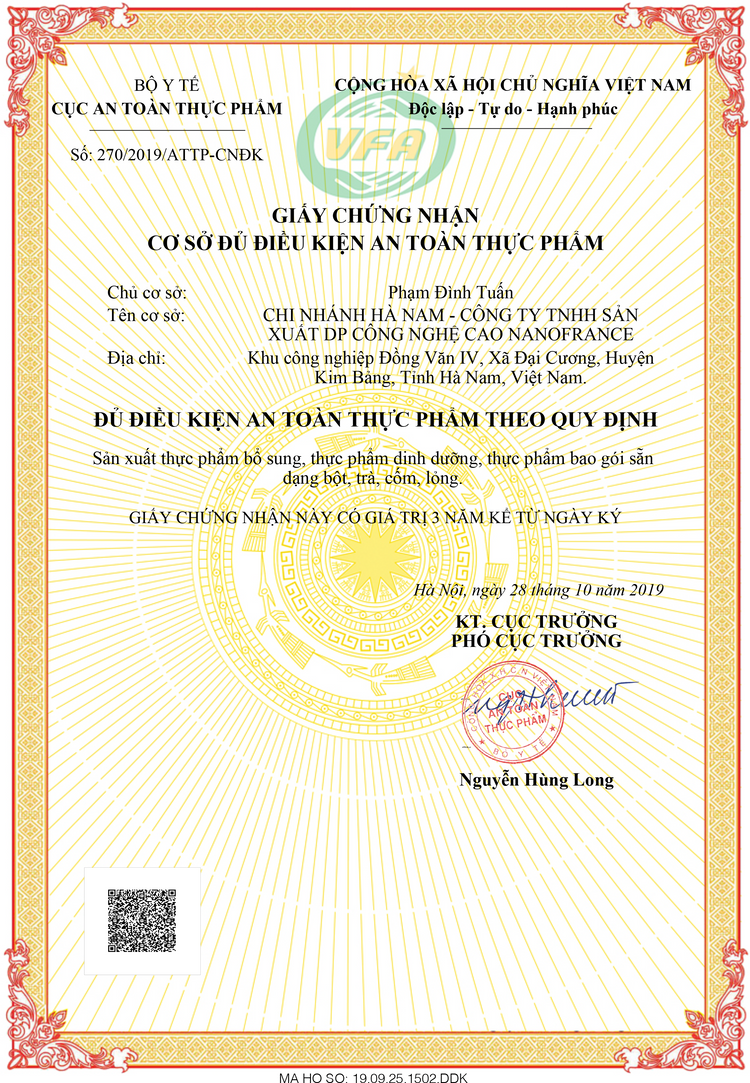 BỘ Y TẾ
CỤC AN TOÀN THỰC PHẨM
Số: 270/2019/ATTP-CNĐK
CỘNG HÒA XÃ HỘI CHỦ NGHĨA VIỆT NAM
Độc lập - Tự do - Hạnh phúc
VFA
GIẤY CHỨNG NHẬN
CƠ SỞ ĐỦ ĐIỀU KIỆN AN TOÀN THỰC PHẨM
Chủ cơ sở: Phạm Đình Tuấn
Tên cơ sở: CHI NHÁNH HÀ NAM - CÔNG TY TNHH SẢN
XUẤT DP CÔNG NGHỆ CAO NANOFRANCE
Địa chỉ: Khu công nghiệp Đồng Văn IV, Xã Đại Cương, Huyện
Kim Bảng, Tỉnh Hà Nam, Việt Nam.
ĐỦ ĐIỀU KIỆN AN TOÀN THỰC PHẨM THEO QUY ĐỊNH
Sản xuất thực phẩm bổ sung, thực phẩm dinh dưỡng, thực phẩm bao gói sẵn
dạng bột, trà, cốm, lỏng.
GIẤY CHỨNG NHẬN NÀY CÓ GIÁ TRỊ 3 NĂM KỂ TỪ NGÀY KÝ
Hà Nội, ngày 28 tháng 10 năm 2019
KT. CỤC TRƯỞNG
PHÓ CỤC TRƯỞNG
CỤC
AN TOÀN
THỰC PHẨM
BỘ Y TẾ
Nguyễn Hùng Long
MA HO SO: 19.09.25.1502.DDK